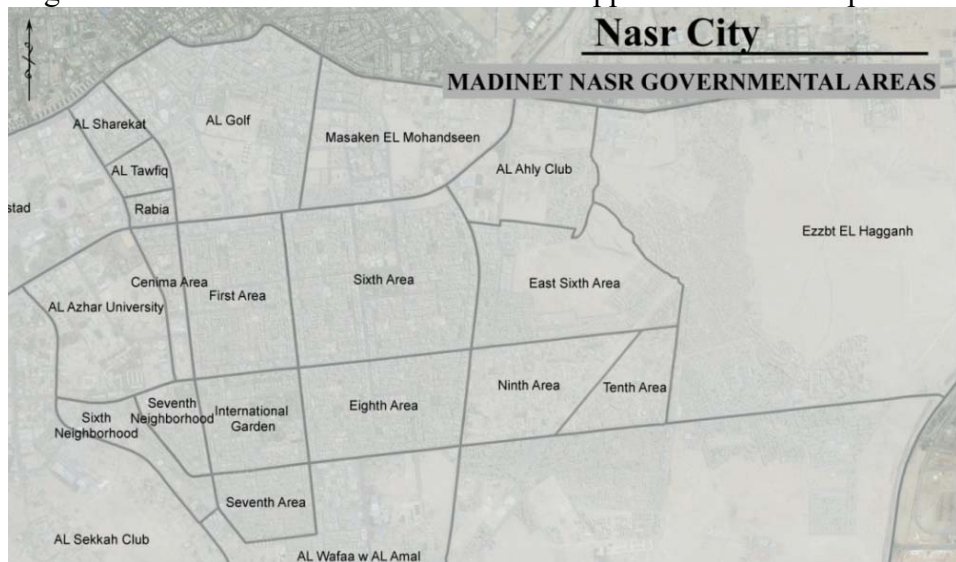 Nasr City
MADINET NASR GOVERNMENTAL AREAS
AL Sharekat
AL Golf
Masaken EL Mohandseen
AL Tawfiq
AL Ahly Club
stad
Rabia
Ezzbt EL Hagganh
Cenima Area
First Area
Sixth Area
East Sixth Area
AL Azhar University
Sixth
Neighborhood
Seventh
Neighborhood
International
Garden
Eighth Area
Ninth Area
Tenth Area
Seventh Area
AL Sekkah Club
AL Wafaa w AL Amal